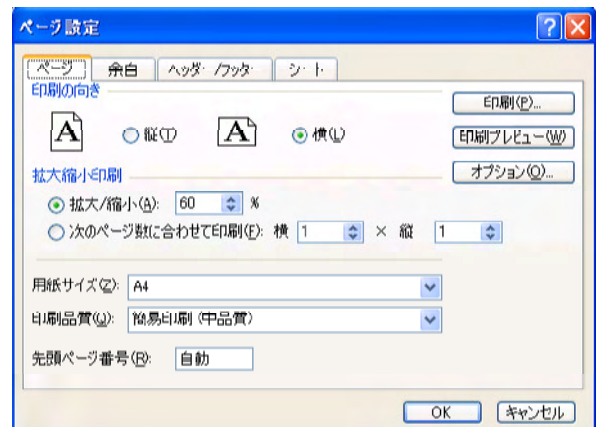 ページ設定
ページ 余白 ヘッダー/フッター シート
印刷の向き
A 縦(T) A 横(L)
印刷(P)...
印刷プレビュー(W)
オプション(O)...
拡大縮小印刷
拡大/縮小(A): 60 %
次のページ数に合わせて印刷(F): 横 1 × 縦 1
用紙サイズ(Z): A4
印刷品質(Q): 簡易印刷 (中品質)
先頭ページ番号(R): 自動
OK キャンセル